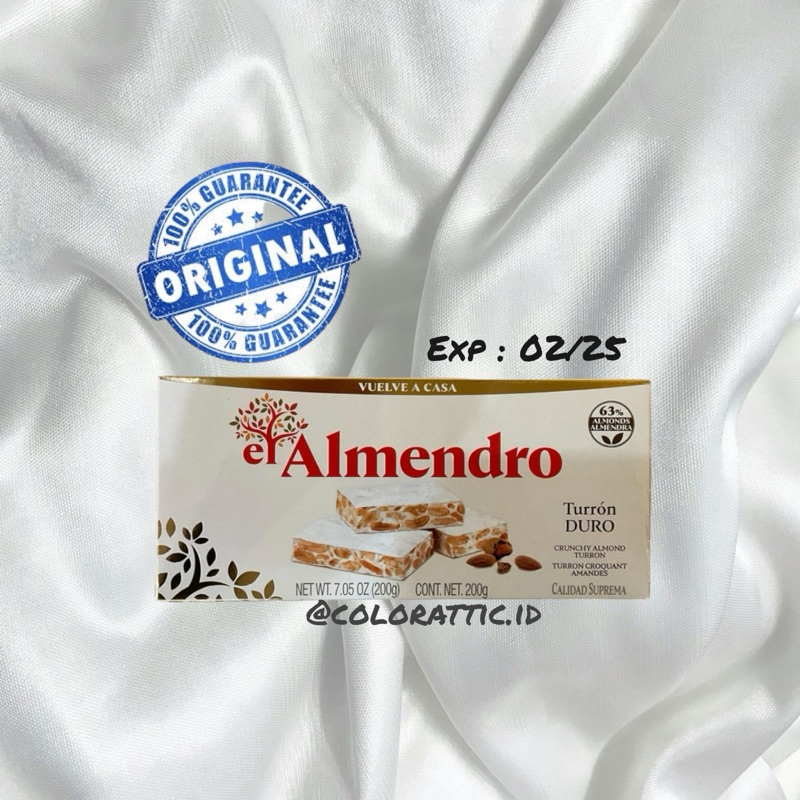 100% GUARANTEE
ORIGINAL
100% GUARANTEE
EXP : 02/25
VUELVE A CASA
el Almendro
63%
ALMONDS
ALMENDRA
Turrón
DURO
CRUNCHY ALMOND
TURRON
TURRON CROQUANT
AMANDES
NET WT. 7.05 OZ (200g) CONT. NET. 200g
CALIDAD SUPREMA
@COLORATTIC.ID